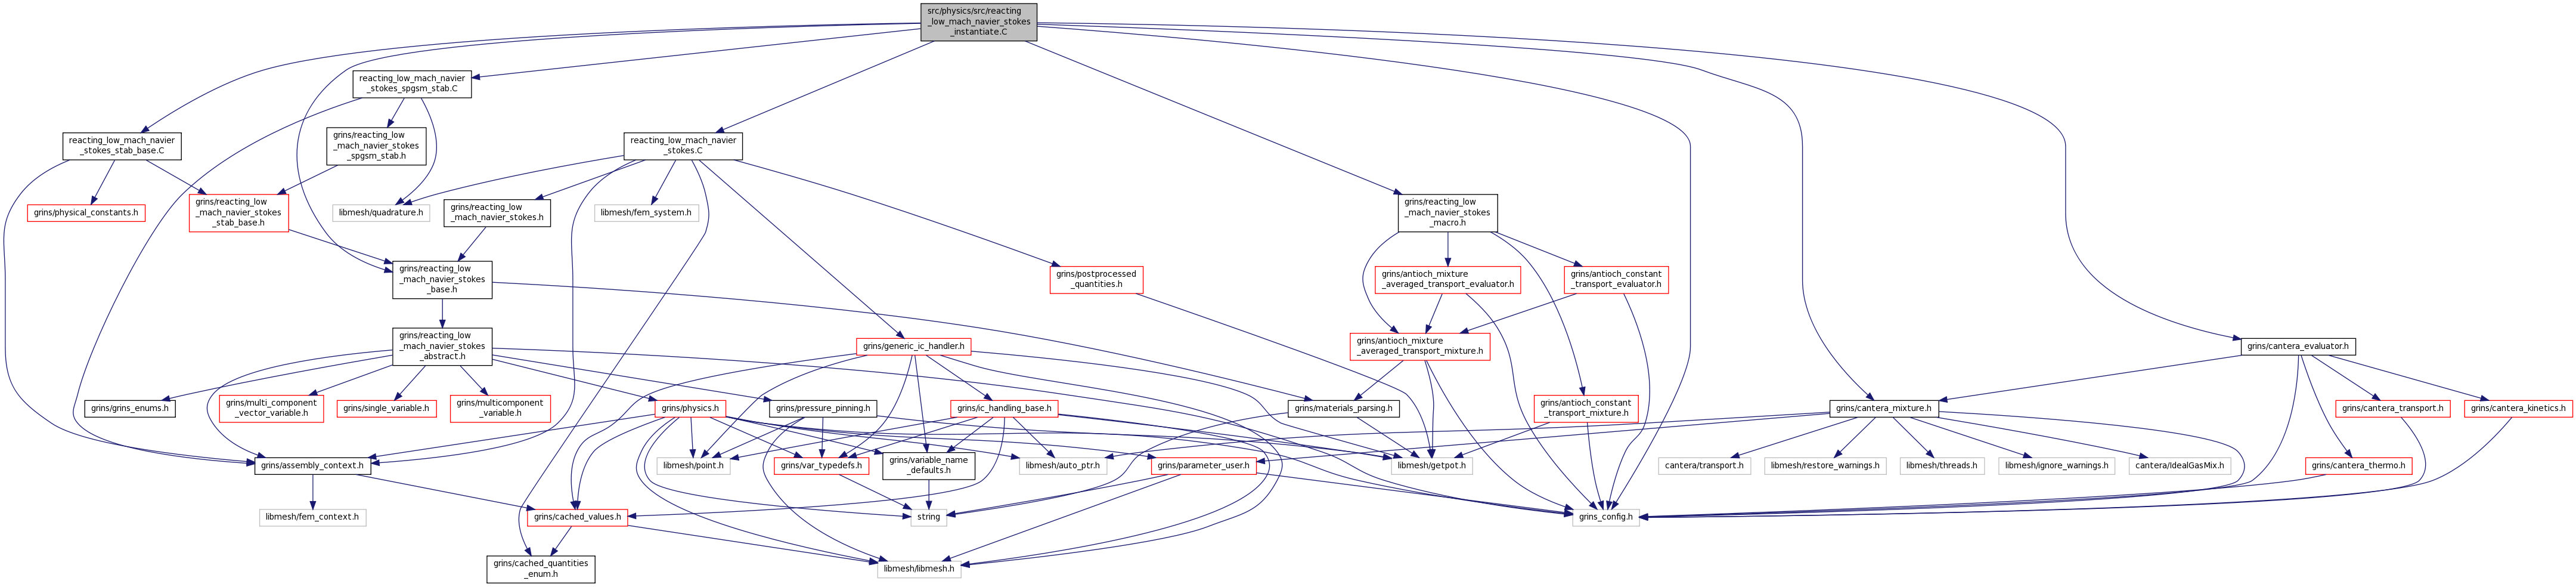 src/physics/src/reacting
_low_mach_navier_stokes
_instantiate.C
reacting_low_mach_navier
_stokes_spgsm_stab.C
reacting_low_mach_navier
_stokes_stab_base.C
grins/reacting_low
_mach_navier_stokes
_spgsm_stab.h
reacting_low_mach_navier
_stokes.C
grins/physical_constants.h
grins/reacting_low
_mach_navier_stokes
_stab_base.h
libmesh/quadrature.h
grins/reacting_low
_mach_navier_stokes.h
libmesh/fem_system.h
grins/reacting_low
_mach_navier_stokes
_macro.h
grins/reacting_low
_mach_navier_stokes
_base.h
grins/postprocessed
_quantities.h
grins/antioch_mixture
_averaged_transport_evaluator.h
grins/antioch_constant
_transport_evaluator.h
grins/reacting_low
_mach_navier_stokes
_abstract.h
grins/generic_ic_handler.h
grins/antioch_mixture
_averaged_transport_mixture.h
grins/cantera_evaluator.h
grins/grins_enums.h
grins/multi_component
_vector_variable.h
grins/single_variable.h
grins/multicomponent
_variable.h
grins/physics.h
grins/pressure_pinning.h
grins/ic_handling_base.h
grins/materials_parsing.h
grins/antioch_constant
_transport_mixture.h
grins/cantera_mixture.h
grins/cantera_transport.h
grins/cantera_kinetics.h
grins/assembly_context.h
libmesh/point.h
grins/var_typedefs.h
grins/variable_name
_defaults.h
libmesh/auto_ptr.h
grins/parameter_user.h
libmesh/getpot.h
cantera/transport.h
libmesh/restore_warnings.h
libmesh/threads.h
libmesh/ignore_warnings.h
cantera/IdealGasMix.h
grins/cantera_thermo.h
libmesh/fem_context.h
grins/cached_values.h
string
grins_config.h
grins/cached_quantities
_enum.h
libmesh/libmesh.h